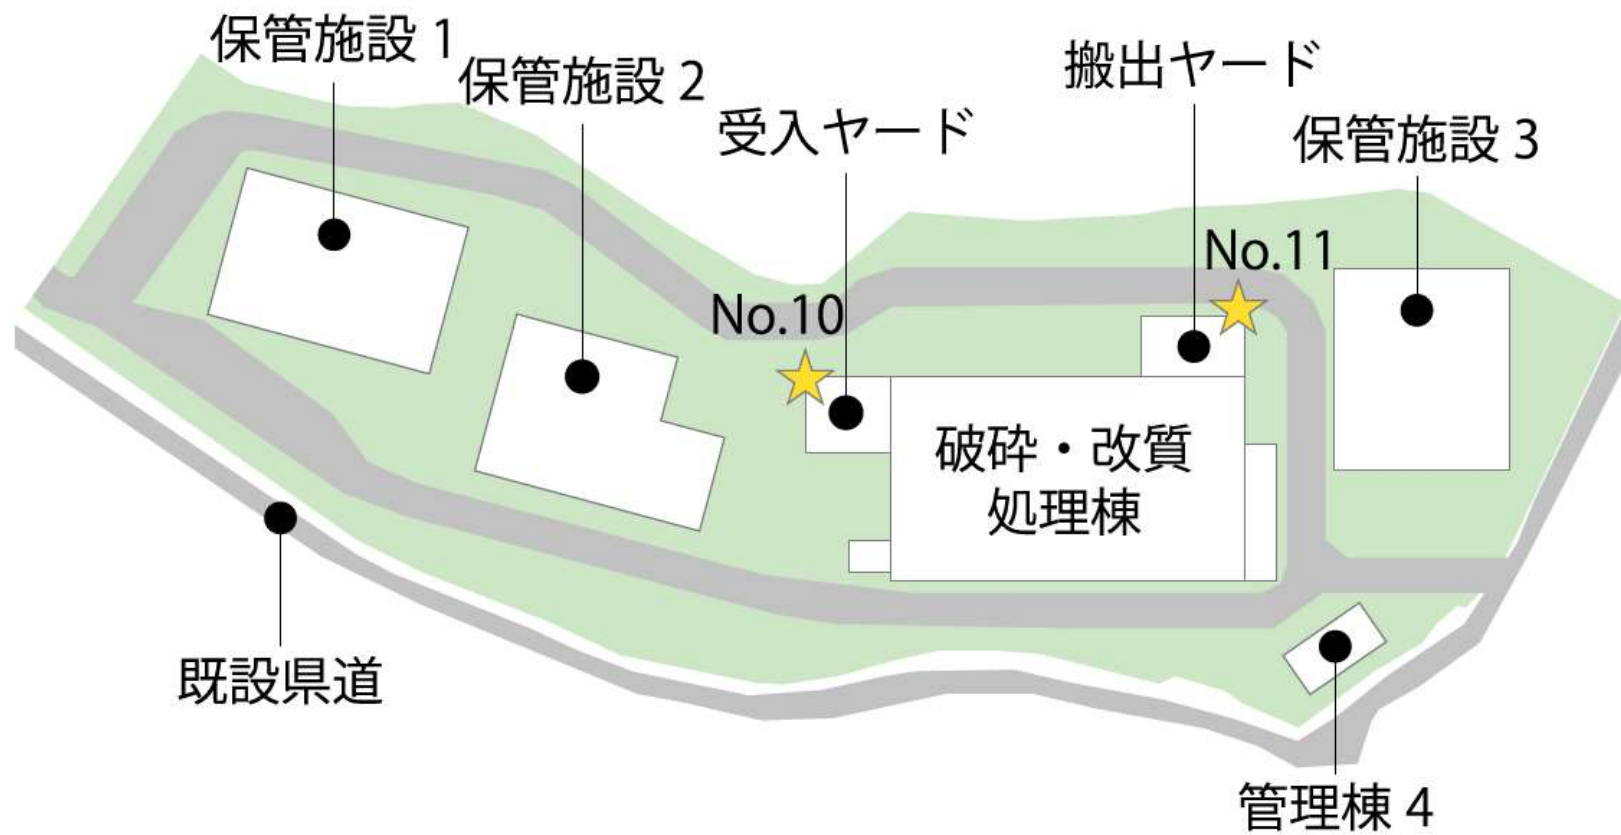 保管施設 1
保管施設 2
搬出ヤード
受入ヤード
保管施設 3
No.11
No.10
破砕・改質
処理棟
既設県道
管理棟 4